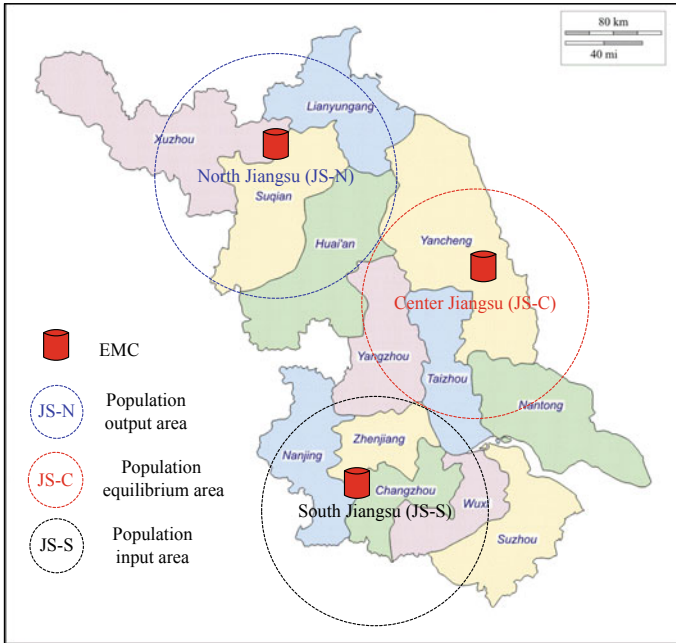 80 km
40 mi
Lianyungang
Xuzhou
North Jiangsu (JS-N)
Suqian
Huai'an
Yancheng
Center Jiangsu (JS-C)
Yangzhou
Taizhou
Nantong
Zhenjiang
Nanjing
Changzhou
South Jiangsu (JS-S)
Wuxi
Suzhou
EMC
JS-N
Population
output area
JS-C
Population
equilibrium area
JS-S
Population
input area